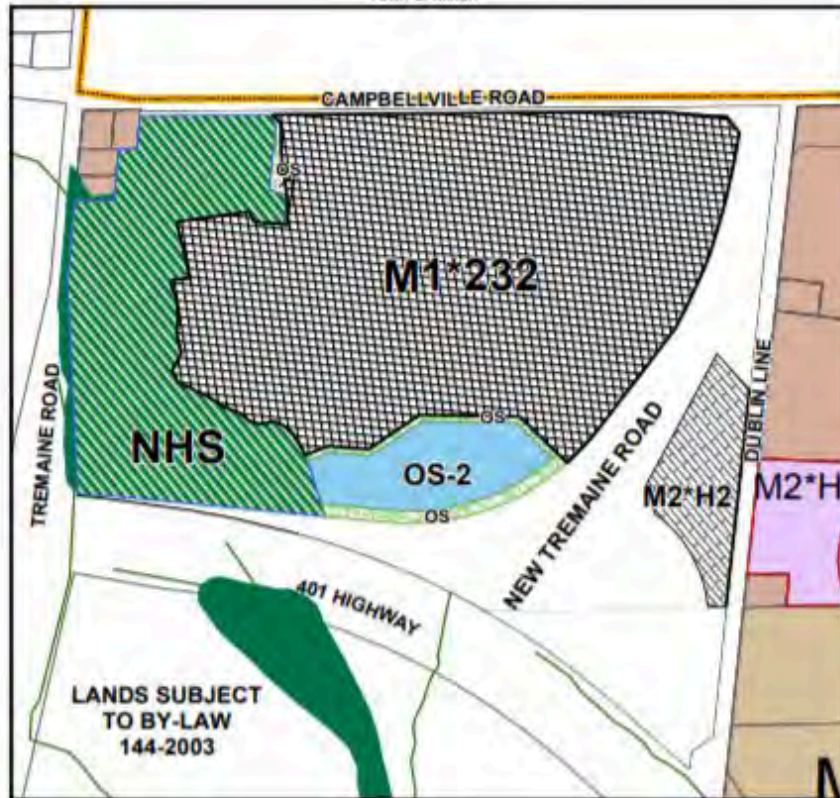 CAMPBELLVILLE ROAD
OS
M1*232
TREMAINE ROAD
NHS
OS
OS-2
OS
NEW TREMAINE ROAD
DUBLIN LINE
M2*H2
M2*H
401 HIGHWAY
LANDS SUBJECT
TO BY-LAW
144-2003